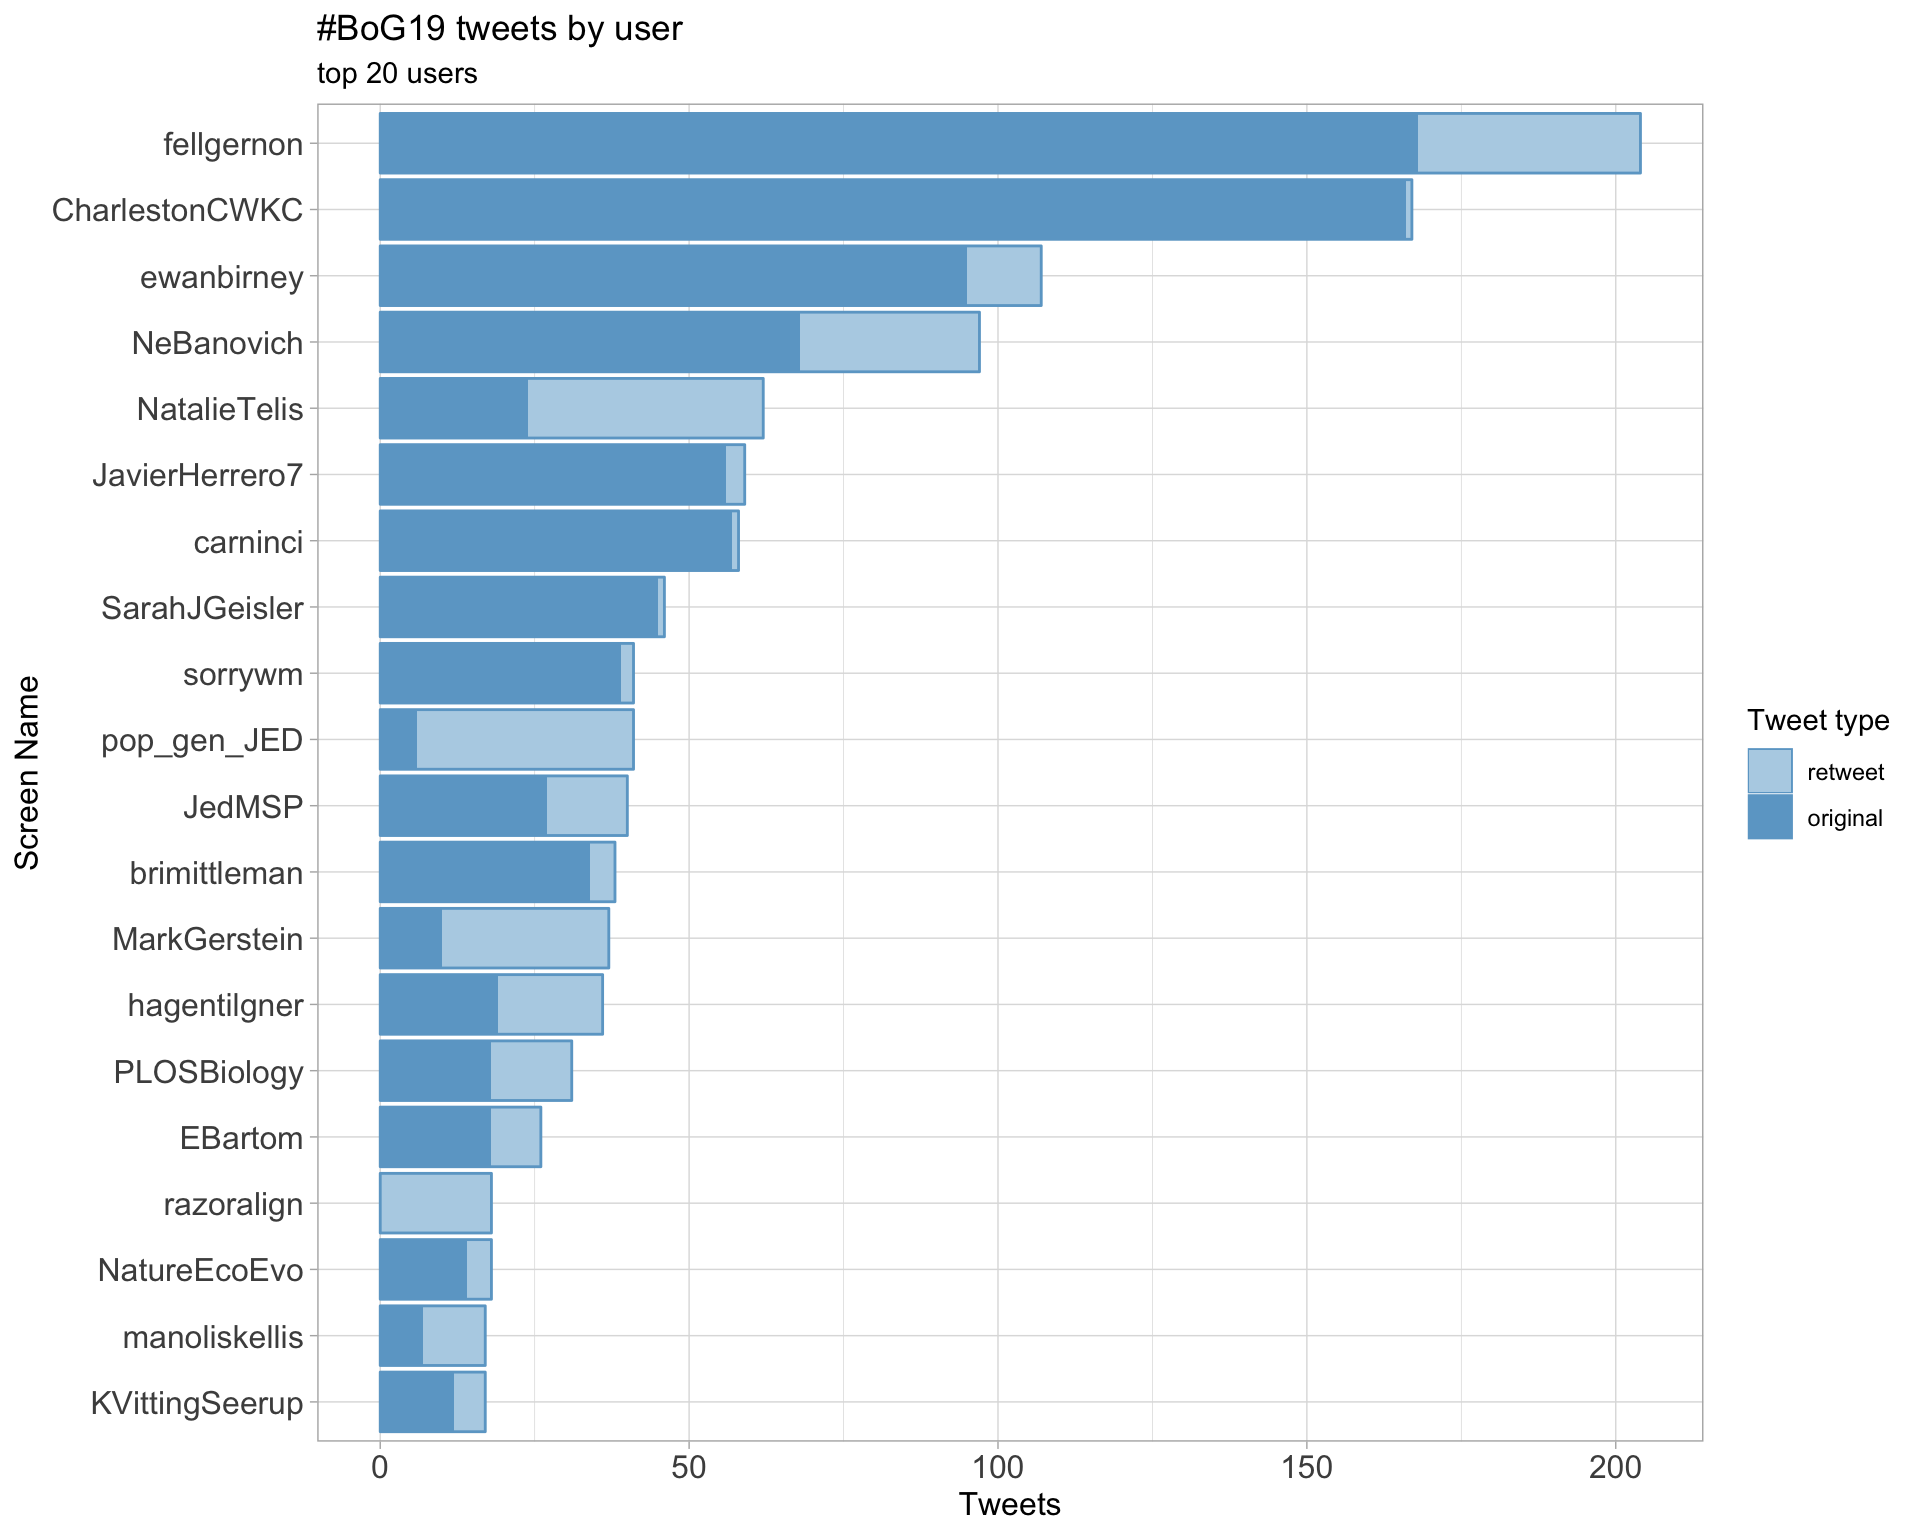 #BoG19 tweets by user
top 20 users
fellgernon
CharlestonCWKC
ewanbirney
NeBanovich
NatalieTelis
JavierHerrero7
carninci
SarahJGeisler
sorrywm
pop_gen_JED
JedMSP
brimittleman
MarkGerstein
hagentilgner
PLOSBiology
EBartom
razoralign
NatureEcoEvo
manoliskellis
KVittingSeerup
Screen Name
0 50 100 150 200
Tweets
Tweet type
retweet
original